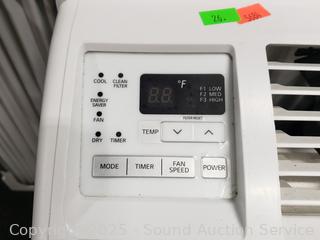 26.
°F
COOL
CLEAN
FILTER
F1 LOW
F2 MED
F3 HIGH
ENERGY
SAVER
FAN
FILTER RESET
DRY
TIMER
TEMP
MODE
TIMER
FAN
SPEED
POWER
Copyright 2025 - Sound Auction Service